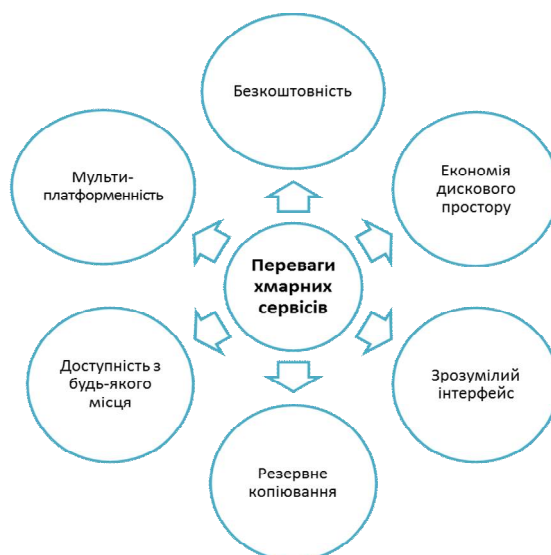 Безкоштовність
Мульти-
платформенність
Економія
дискового
простору
Переваги
хмарних
сервісів
Доступність з
будь-якого
місця
Зрозумілий
інтерфейс
Резервне
копіювання